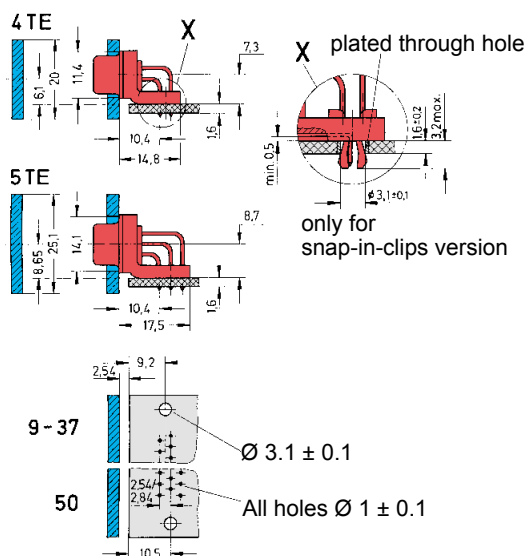 4 TE
X
7,3
11,4
20
6,1
1,6
10,4
14,8
X
plated through hole
min. 0,5
1,6±0,2
3,2 max.
ø3,1±0,1
only for
snap-in-clips version
5 TE
8,7
14,1
25,1
8,65
1,6
10,4
17,5
9,2
2,54
9-37
Ø 3.1 ± 0.1
2,54/
2,84
50
All holes Ø 1 ± 0.1
10,5